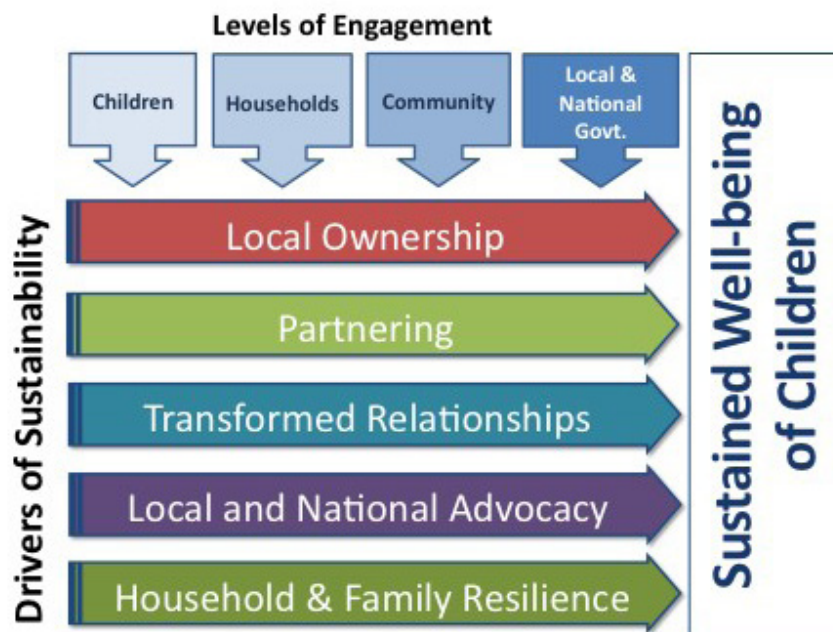 Levels of Engagement
Children
Households
Community
Local &
National
Govt.
Drivers of Sustainability
Local Ownership
Partnering
Transformed Relationships
Local and National Advocacy
Household & Family Resilience
Sustained Well-being
of Children